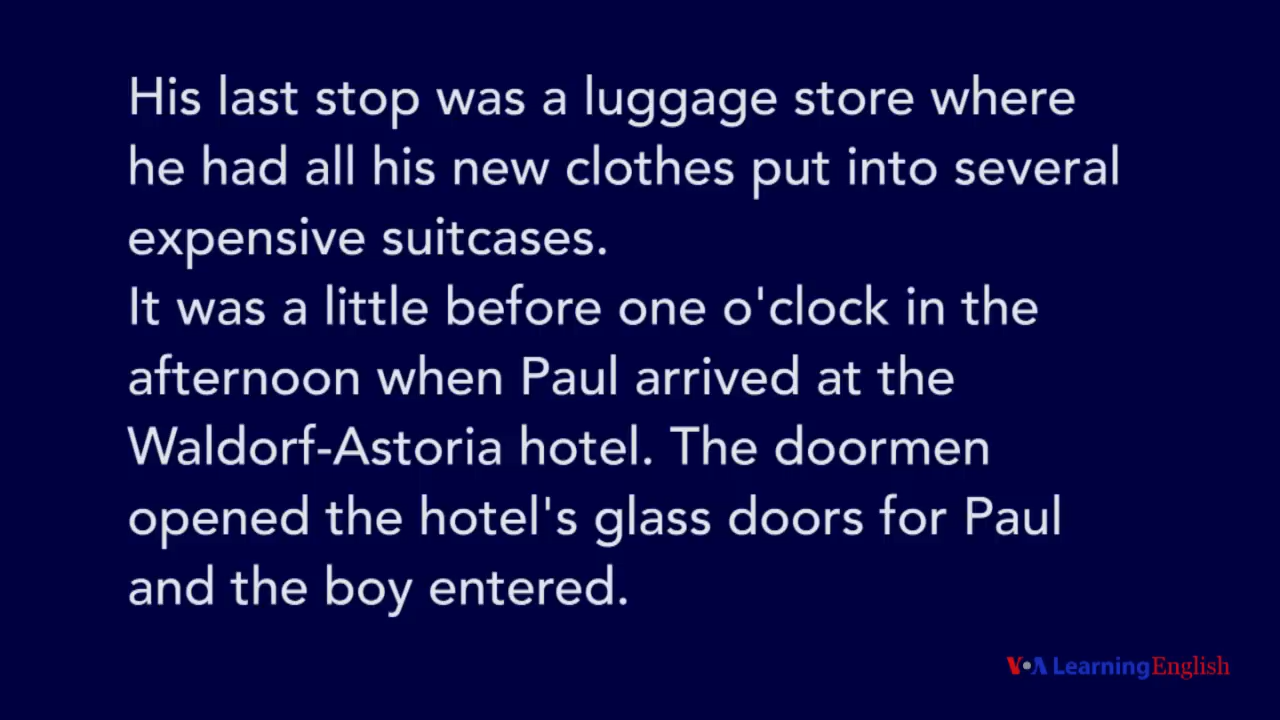 His last stop was a luggage store where
he had all his new clothes put into several
expensive suitcases.
It was a little before one o'clock in the
afternoon when Paul arrived at the
Waldorf-Astoria hotel. The doormen
opened the hotel's glass doors for Paul
and the boy entered.
VOA Learning English